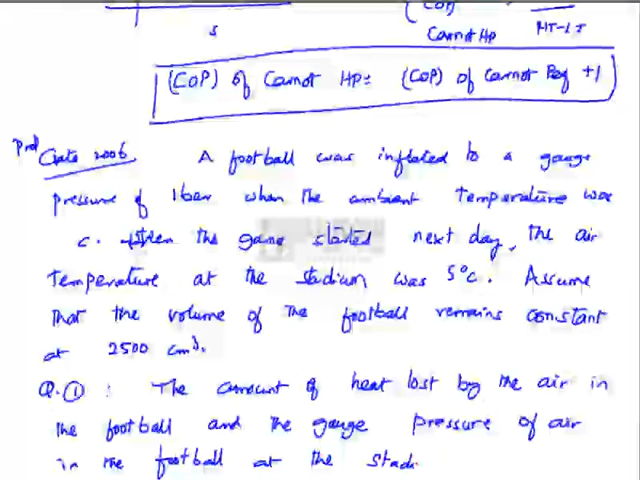 s
(COP)
Carnot HP
HT-LT
(COP) of Carnot HP = (COP) of Carnot Ref +1
Prof Gate 2006 A football was inflated to a gauge
pressure of 1bar when the ambient temperature was
c. When the game started next day, the air
temperature at the stadium was 5°c. Assume
that the volume of the football remains constant
at 2500 cm³.
Q.① : The amount of heat lost by the air in
the football and the gauge pressure of air
in the football at the stadi